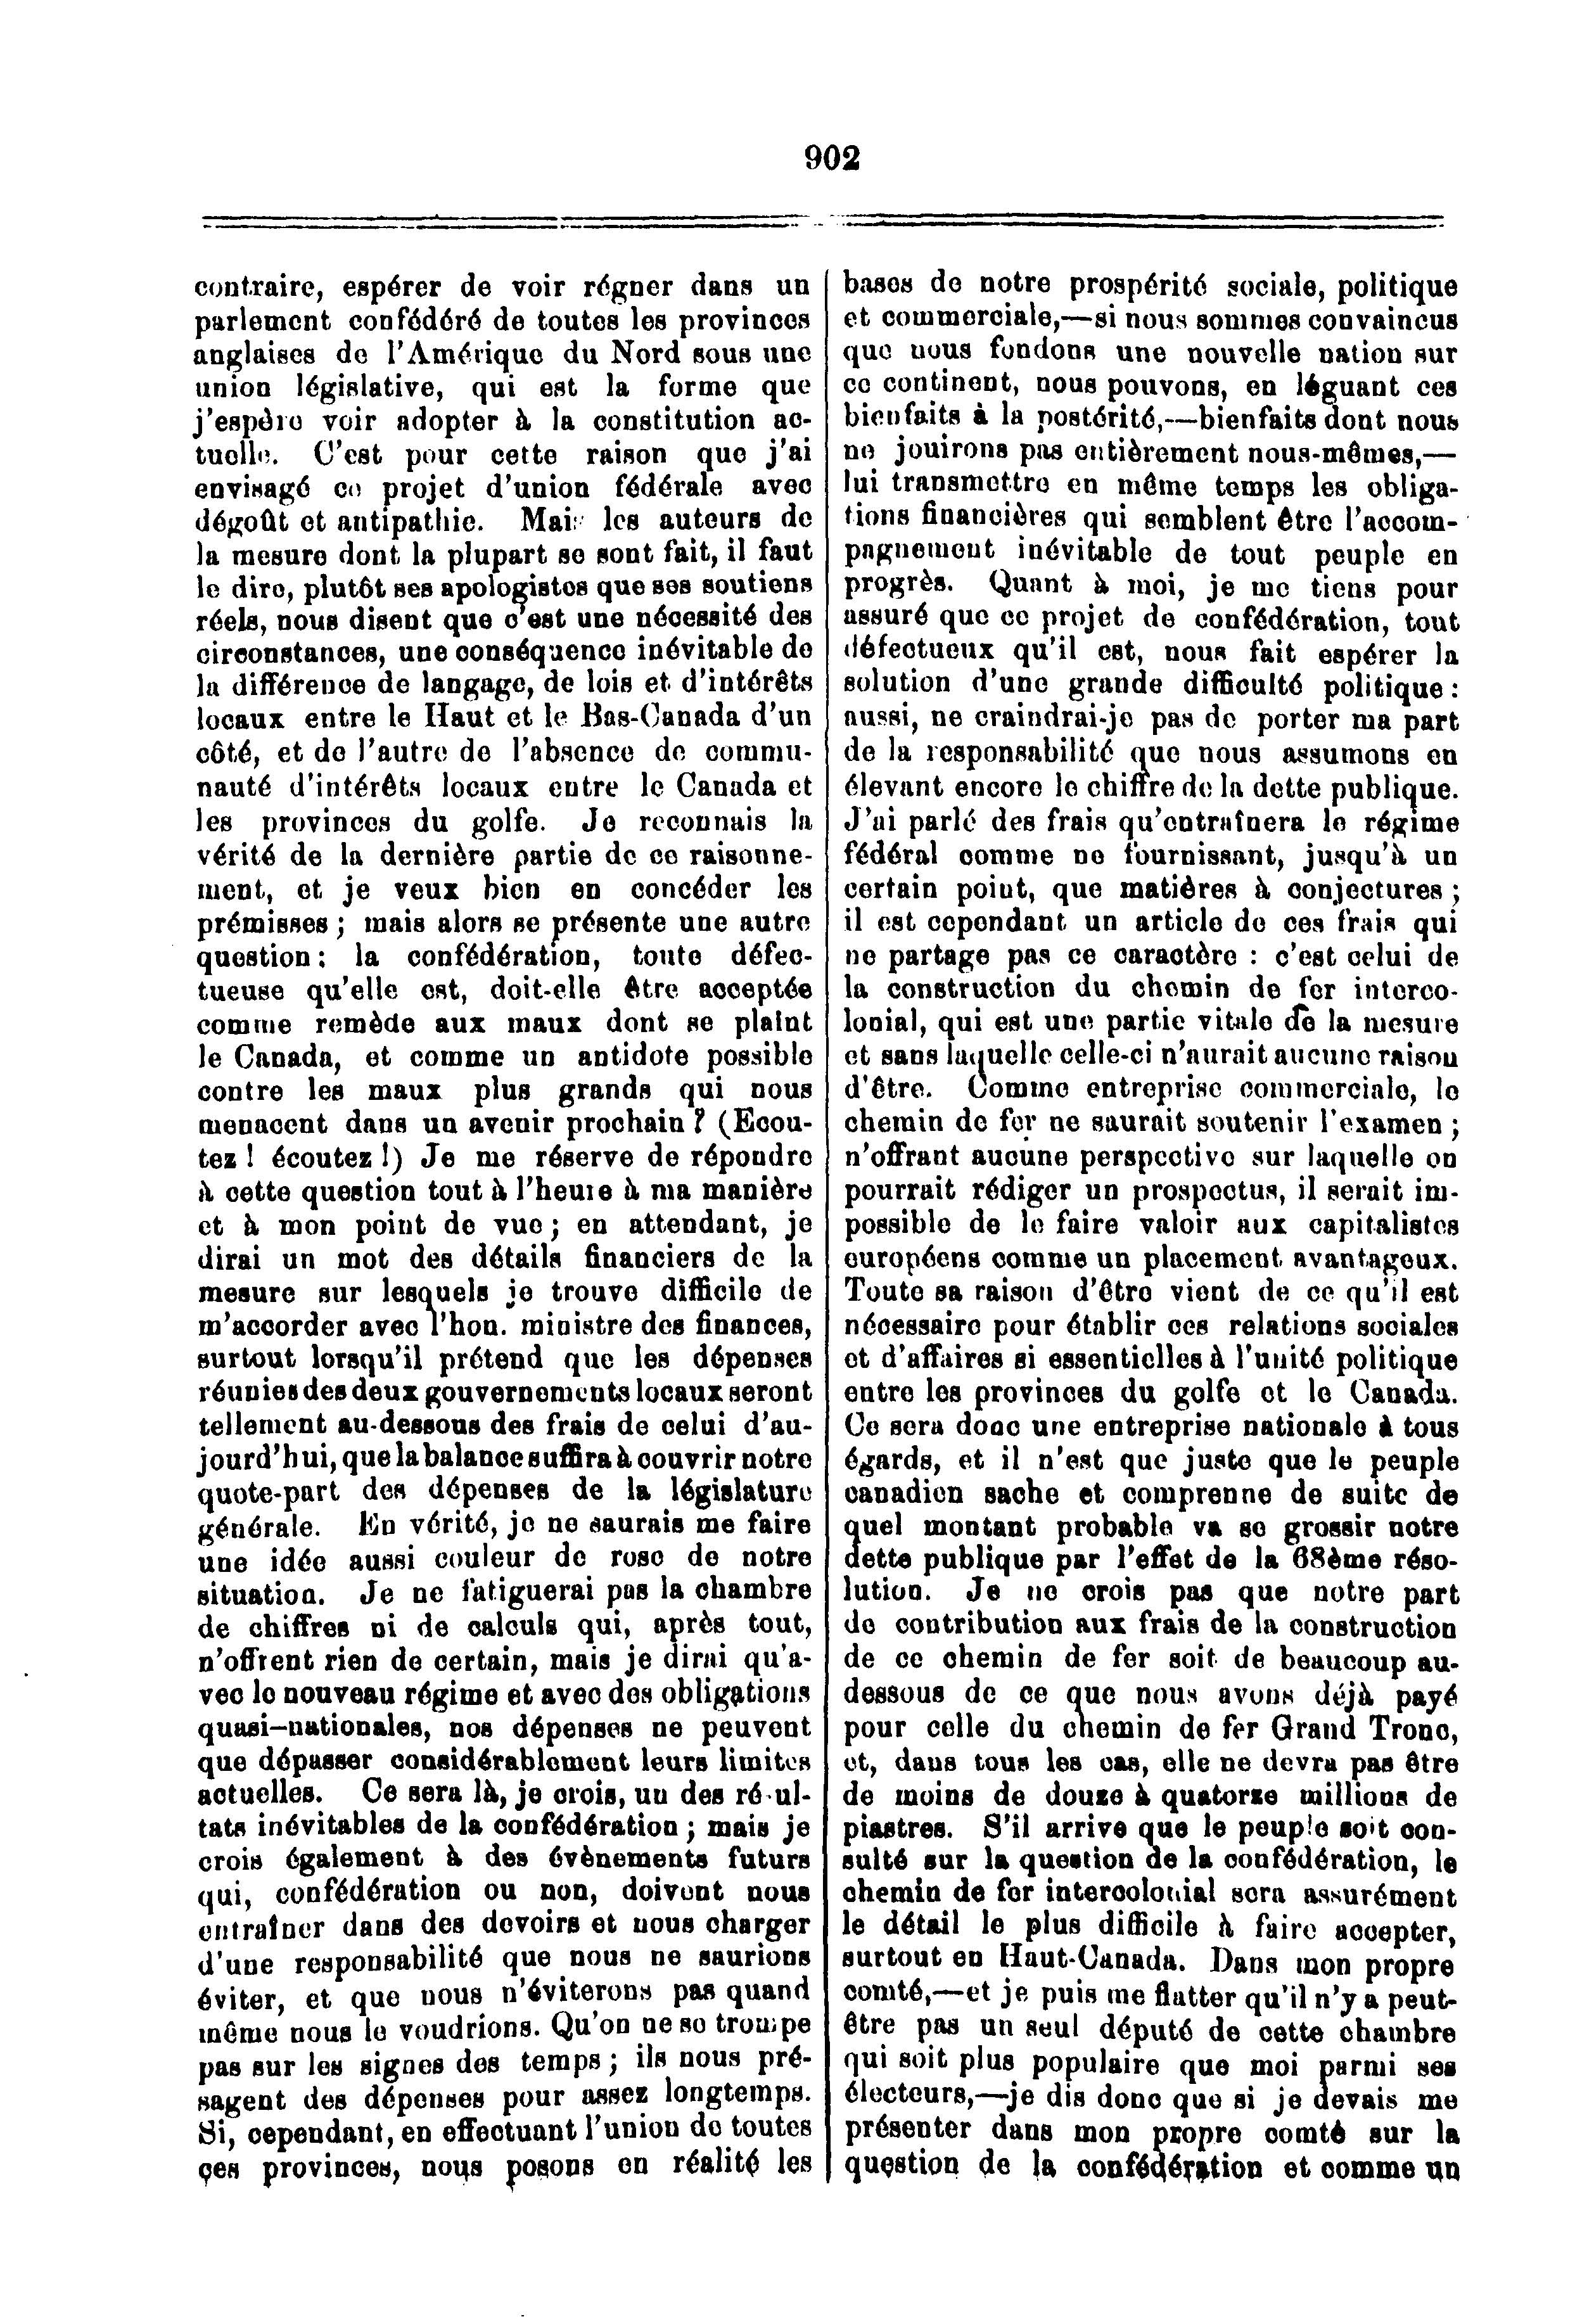 902
contraire, espérer de voir régner dans un
parlement confédéré de toutes les provinces
anglaises de l'Amérique du Nord sous une
union législative, qui est la forme que
j'espère voir adopter à la constitution ac-
tuelle. C'est pour cette raison que j'ai
envisagé ce projet d'union fédérale avec
dégoût et antipathie. Mais les auteurs de
la mesure dont la plupart se sont fait, il faut
le dire, plutôt ses apologistes que ses soutiens
réels, nous disent que c'est une nécessité des
circonstances, une conséquence inévitable de
la différence de langage, de lois et d'intérêts
locaux entre le Haut et le Bas-Canada d'un
côté, et de l'autre de l'absence de commu-
nauté d'intérêts locaux entre le Canada et
les provinces du golfe. Je reconnais la
vérité de la dernière partie de ce raisonne-
ment, et je veux bien en concéder les
prémisses ; mais alors se présente une autre
question : la confédération, toute défec-
tueuse qu'elle est, doit-elle être acceptée
comme remède aux maux dont se plaint
le Canada, et comme un antidote possible
contre les maux plus grands qui nous
menacent dans un avenir prochain ? (Ecou-
tez ! écoutez !) Je me réserve de répondre
à cette question tout à l'heure à ma manière
et à mon point de vue ; en attendant, je
dirai un mot des détails financiers de la
mesure sur lesquels je trouve difficile de
m'accorder avec l'hon. ministre des finances,
surtout lorsqu'il prétend que les dépenses
réunies des deux gouvernements locaux seront
tellement au-dessous des frais de celui d'au-
jourd'hui, que la balance suffira à couvrir notre
quote-part des dépenses de la législature
générale. En vérité, je ne saurais me faire
une idée aussi couleur de rose de notre
situation. Je ne fatiguerai pas la chambre
de chiffres ni de calculs qui, après tout,
n'offrent rien de certain, mais je dirai qu'a-
vec le nouveau régime et avec des obligations
quasi-nationales, nos dépenses ne peuvent
que dépasser considérablement leurs limites
actuelles. Ce sera là, je crois, un des résul-
tats inévitables de la confédération ; mais je
crois également à des évènements futurs
qui, confédération ou non, doivent nous
entraîner dans des devoirs et nous charger
d'une responsabilité que nous ne saurions
éviter, et que nous n'éviterons pas quand
même nous le voudrions. Qu'on ne se trompe
pas sur les signes des temps ; ils nous pré-
sagent des dépenses pour assez longtemps.
Si, cependant, en effectuant l'union de toutes
ces provinces, nous posons en réalité les
bases de notre prospérité sociale, politique
et commerciale,—si nous sommes convaincus
que nous fondons une nouvelle nation sur
ce continent, nous pouvons, en léguant ces
bienfaits à la postérité,—bienfaits dont nous
ne jouirons pas entièrement nous-mêmes,—
lui transmettre en même temps les obliga-
tions financières qui semblent être l'accom-
pagnement inévitable de tout peuple en
progrès. Quant à moi, je me tiens pour
assuré que ce projet de confédération, tout
défectueux qu'il est, nous fait espérer la
solution d'une grande difficulté politique :
aussi, ne craindrai-je pas de porter ma part
de la responsabilité que nous assumons en
élevant encore le chiffre de la dette publique.
J'ai parlé des frais qu'entraînera le régime
fédéral comme ne fournissant, jusqu'à un
certain point, que matières à conjectures ;
il est cependant un article de ces frais qui
ne partage pas ce caractère : c'est celui de
la construction du chemin de fer interco-
lonial, qui est une partie vitale de la mesure
et sans laquelle celle-ci n'aurait aucune raison
d'être. Comme entreprise commerciale, le
chemin de fer ne saurait soutenir l'examen ;
n'offrant aucune perspective sur laquelle on
pourrait rédiger un prospectus, il serait im-
possible de le faire valoir aux capitalistes
européens comme un placement avantageux.
Toute sa raison d'être vient de ce qu'il est
nécessaire pour établir ces relations sociales
et d'affaires si essentielles à l'unité politique
entre les provinces du golfe et le Canada.
Ce sera donc une entreprise nationale à tous
égards, et il n'est que juste que le peuple
canadien sache et comprenne de suite de
quel montant probable va se grossir notre
dette publique par l'effet de la 68ème réso-
lution. Je ne crois pas que notre part
de contribution aux frais de la construction
de ce chemin de fer soit de beaucoup au-
dessous de ce que nous avons déjà payé
pour celle du chemin de fer Grand Tronc,
et, dans tous les cas, elle ne devra pas être
de moins de douze à quatorze millions de
piastres. S'il arrive que le peuple soit con-
sulté sur la question de la confédération, le
chemin de fer intercolonial sera assurément
le détail le plus difficile à faire accepter,
surtout en Haut-Canada. Dans mon propre
comté,—et je puis me flatter qu'il n'y a peut-
être pas un seul député de cette chambre
qui soit plus populaire que moi parmi ses
électeurs,—je dis donc que si je devais me
présenter dans mon propre comté sur la
question de la confédération et comme un